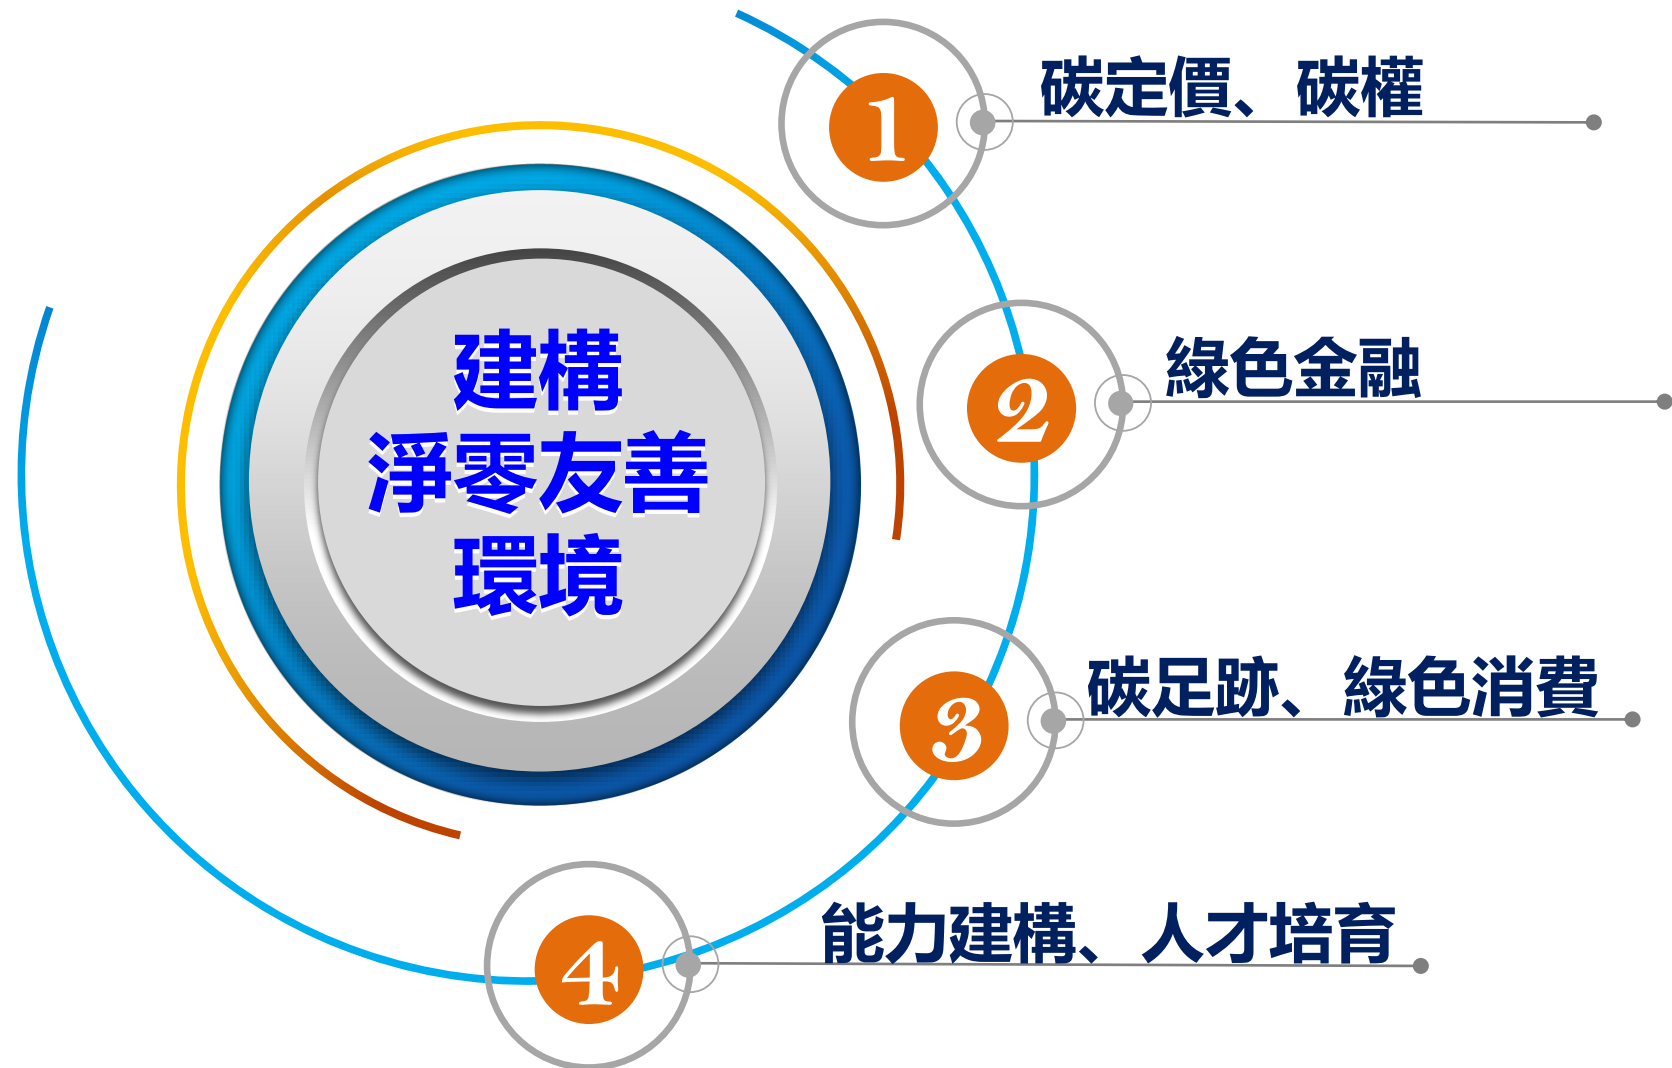 建構
淨零友善
環境
1
碳定價、碳權
2
綠色金融
3
碳足跡、綠色消費
4
能力建構、人才培育